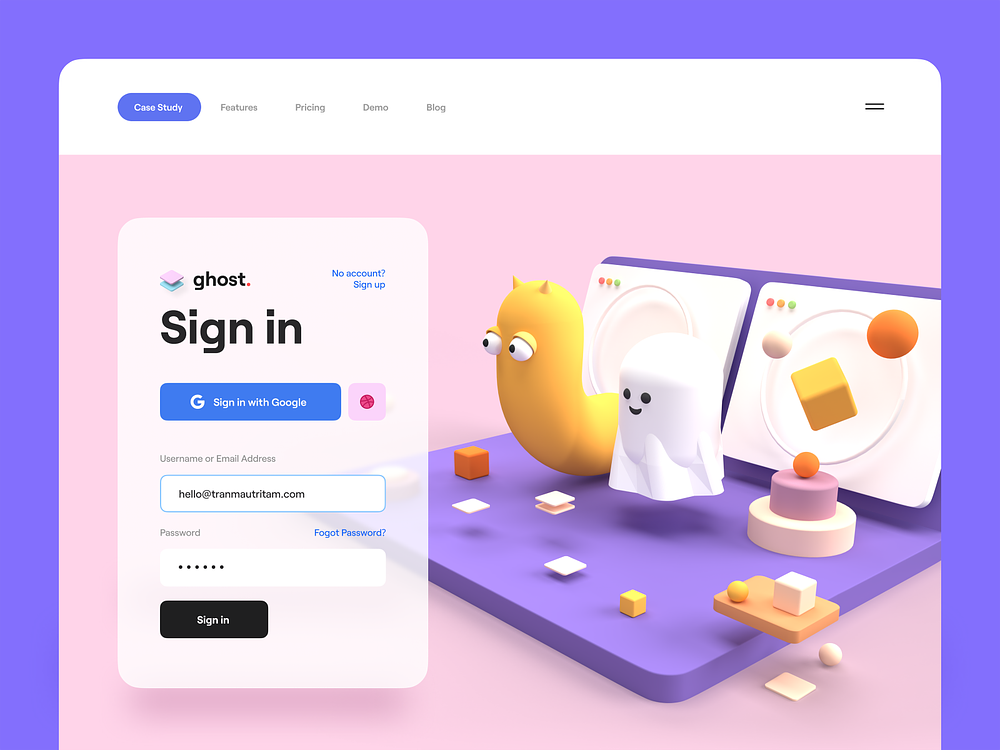 Case Study Features Pricing Demo Blog
ghost.
No account?
Sign up
Sign in
Sign in with Google
Username or Email Address
hello@tranmautritam.com
Password Fogot Password?
Sign in